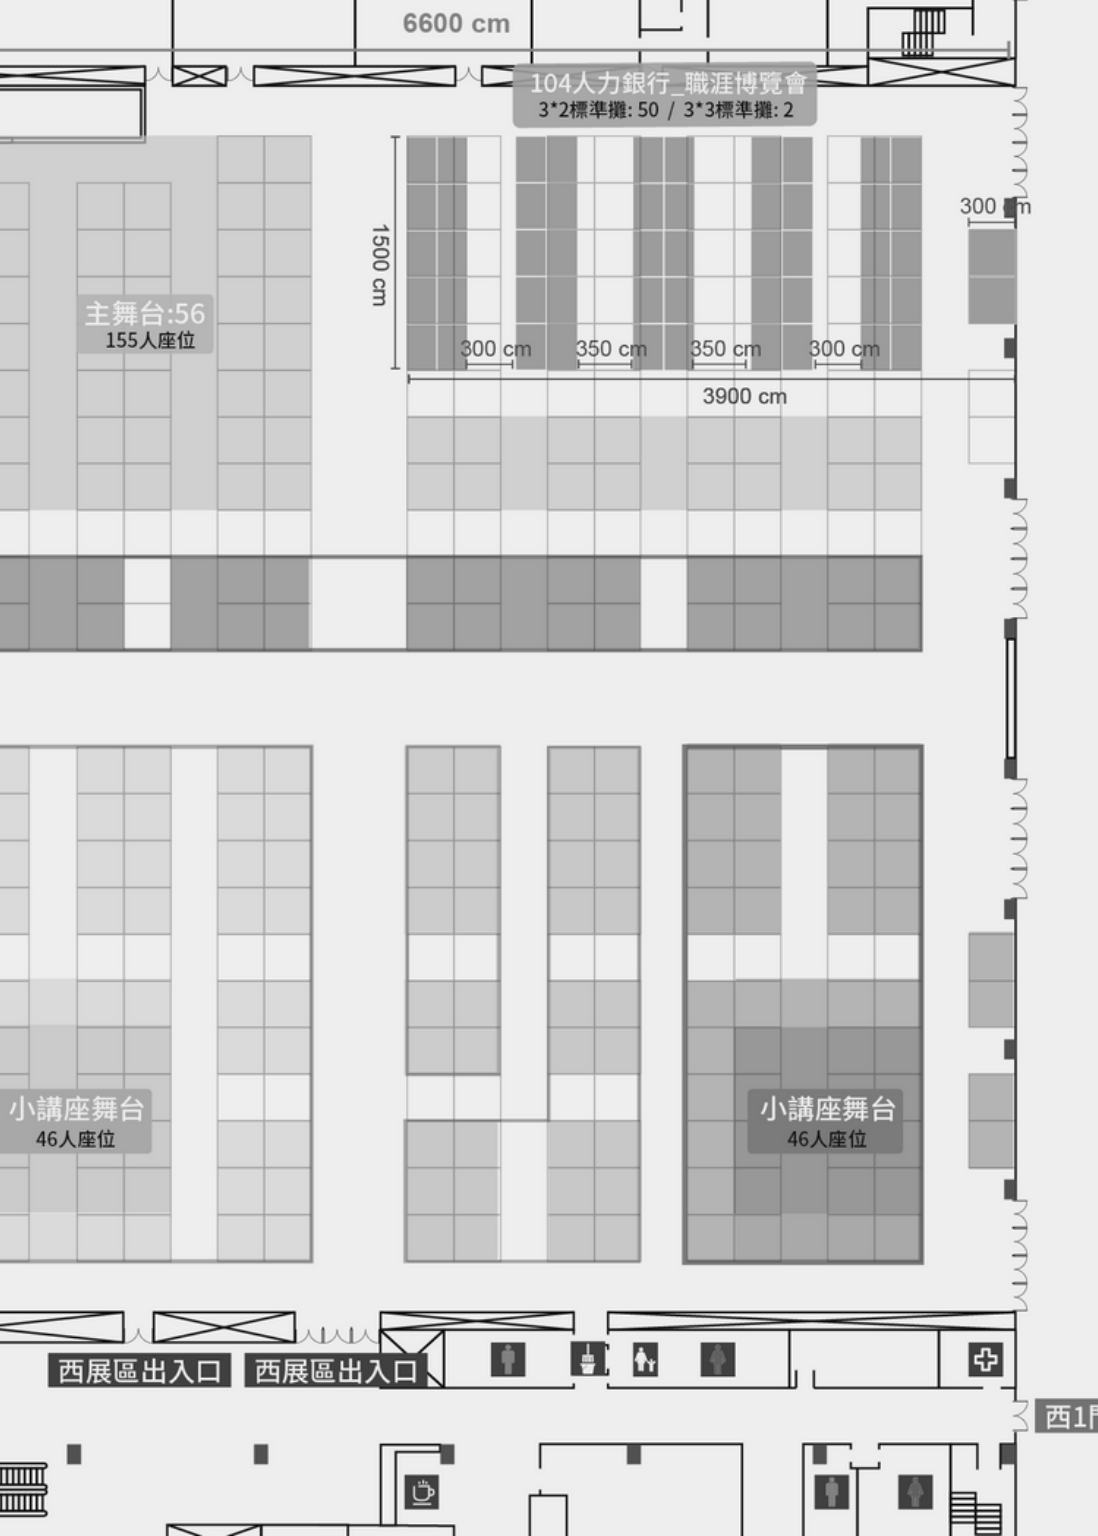 6600 cm
104人力銀行_職涯博覽會
3*2標準攤: 50 / 3*3標準攤: 2
300 cm
1500 cm
主舞台:56
155人座位
300 cm
350 cm
350 cm
300 cm
3900 cm
小講座舞台
46人座位
小講座舞台
46人座位
西展區出入口
西展區出入口
西1門